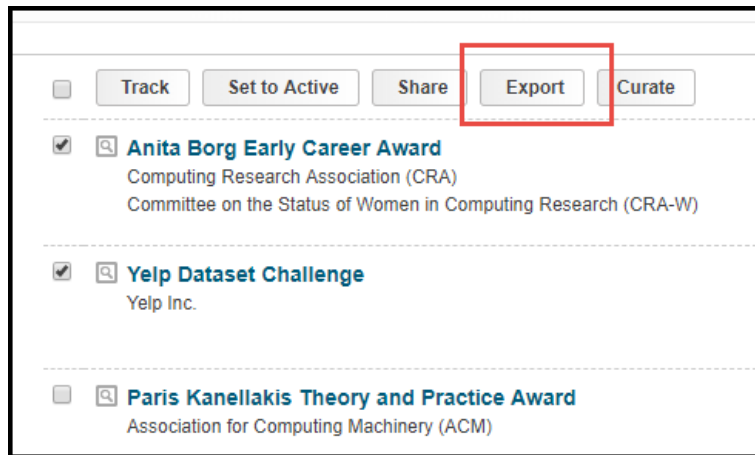 Track Set to Active Share Export Curate
Anita Borg Early Career Award
Computing Research Association (CRA)
Committee on the Status of Women in Computing Research (CRA-W)
Yelp Dataset Challenge
Yelp Inc.
Paris Kanellakis Theory and Practice Award
Association for Computing Machinery (ACM)